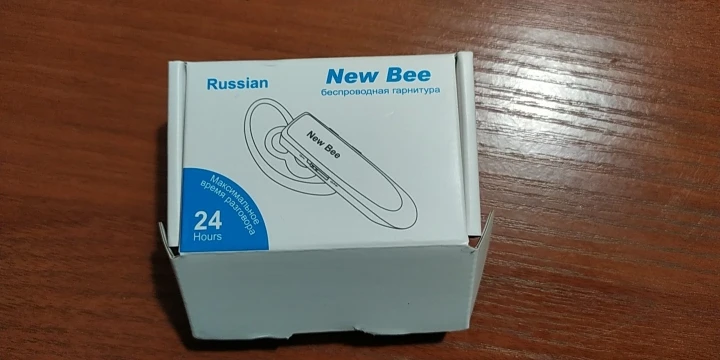 Russian
New Bee
беспроводная гарнитура
New Bee
Максимальное
время разговора
24
Hours